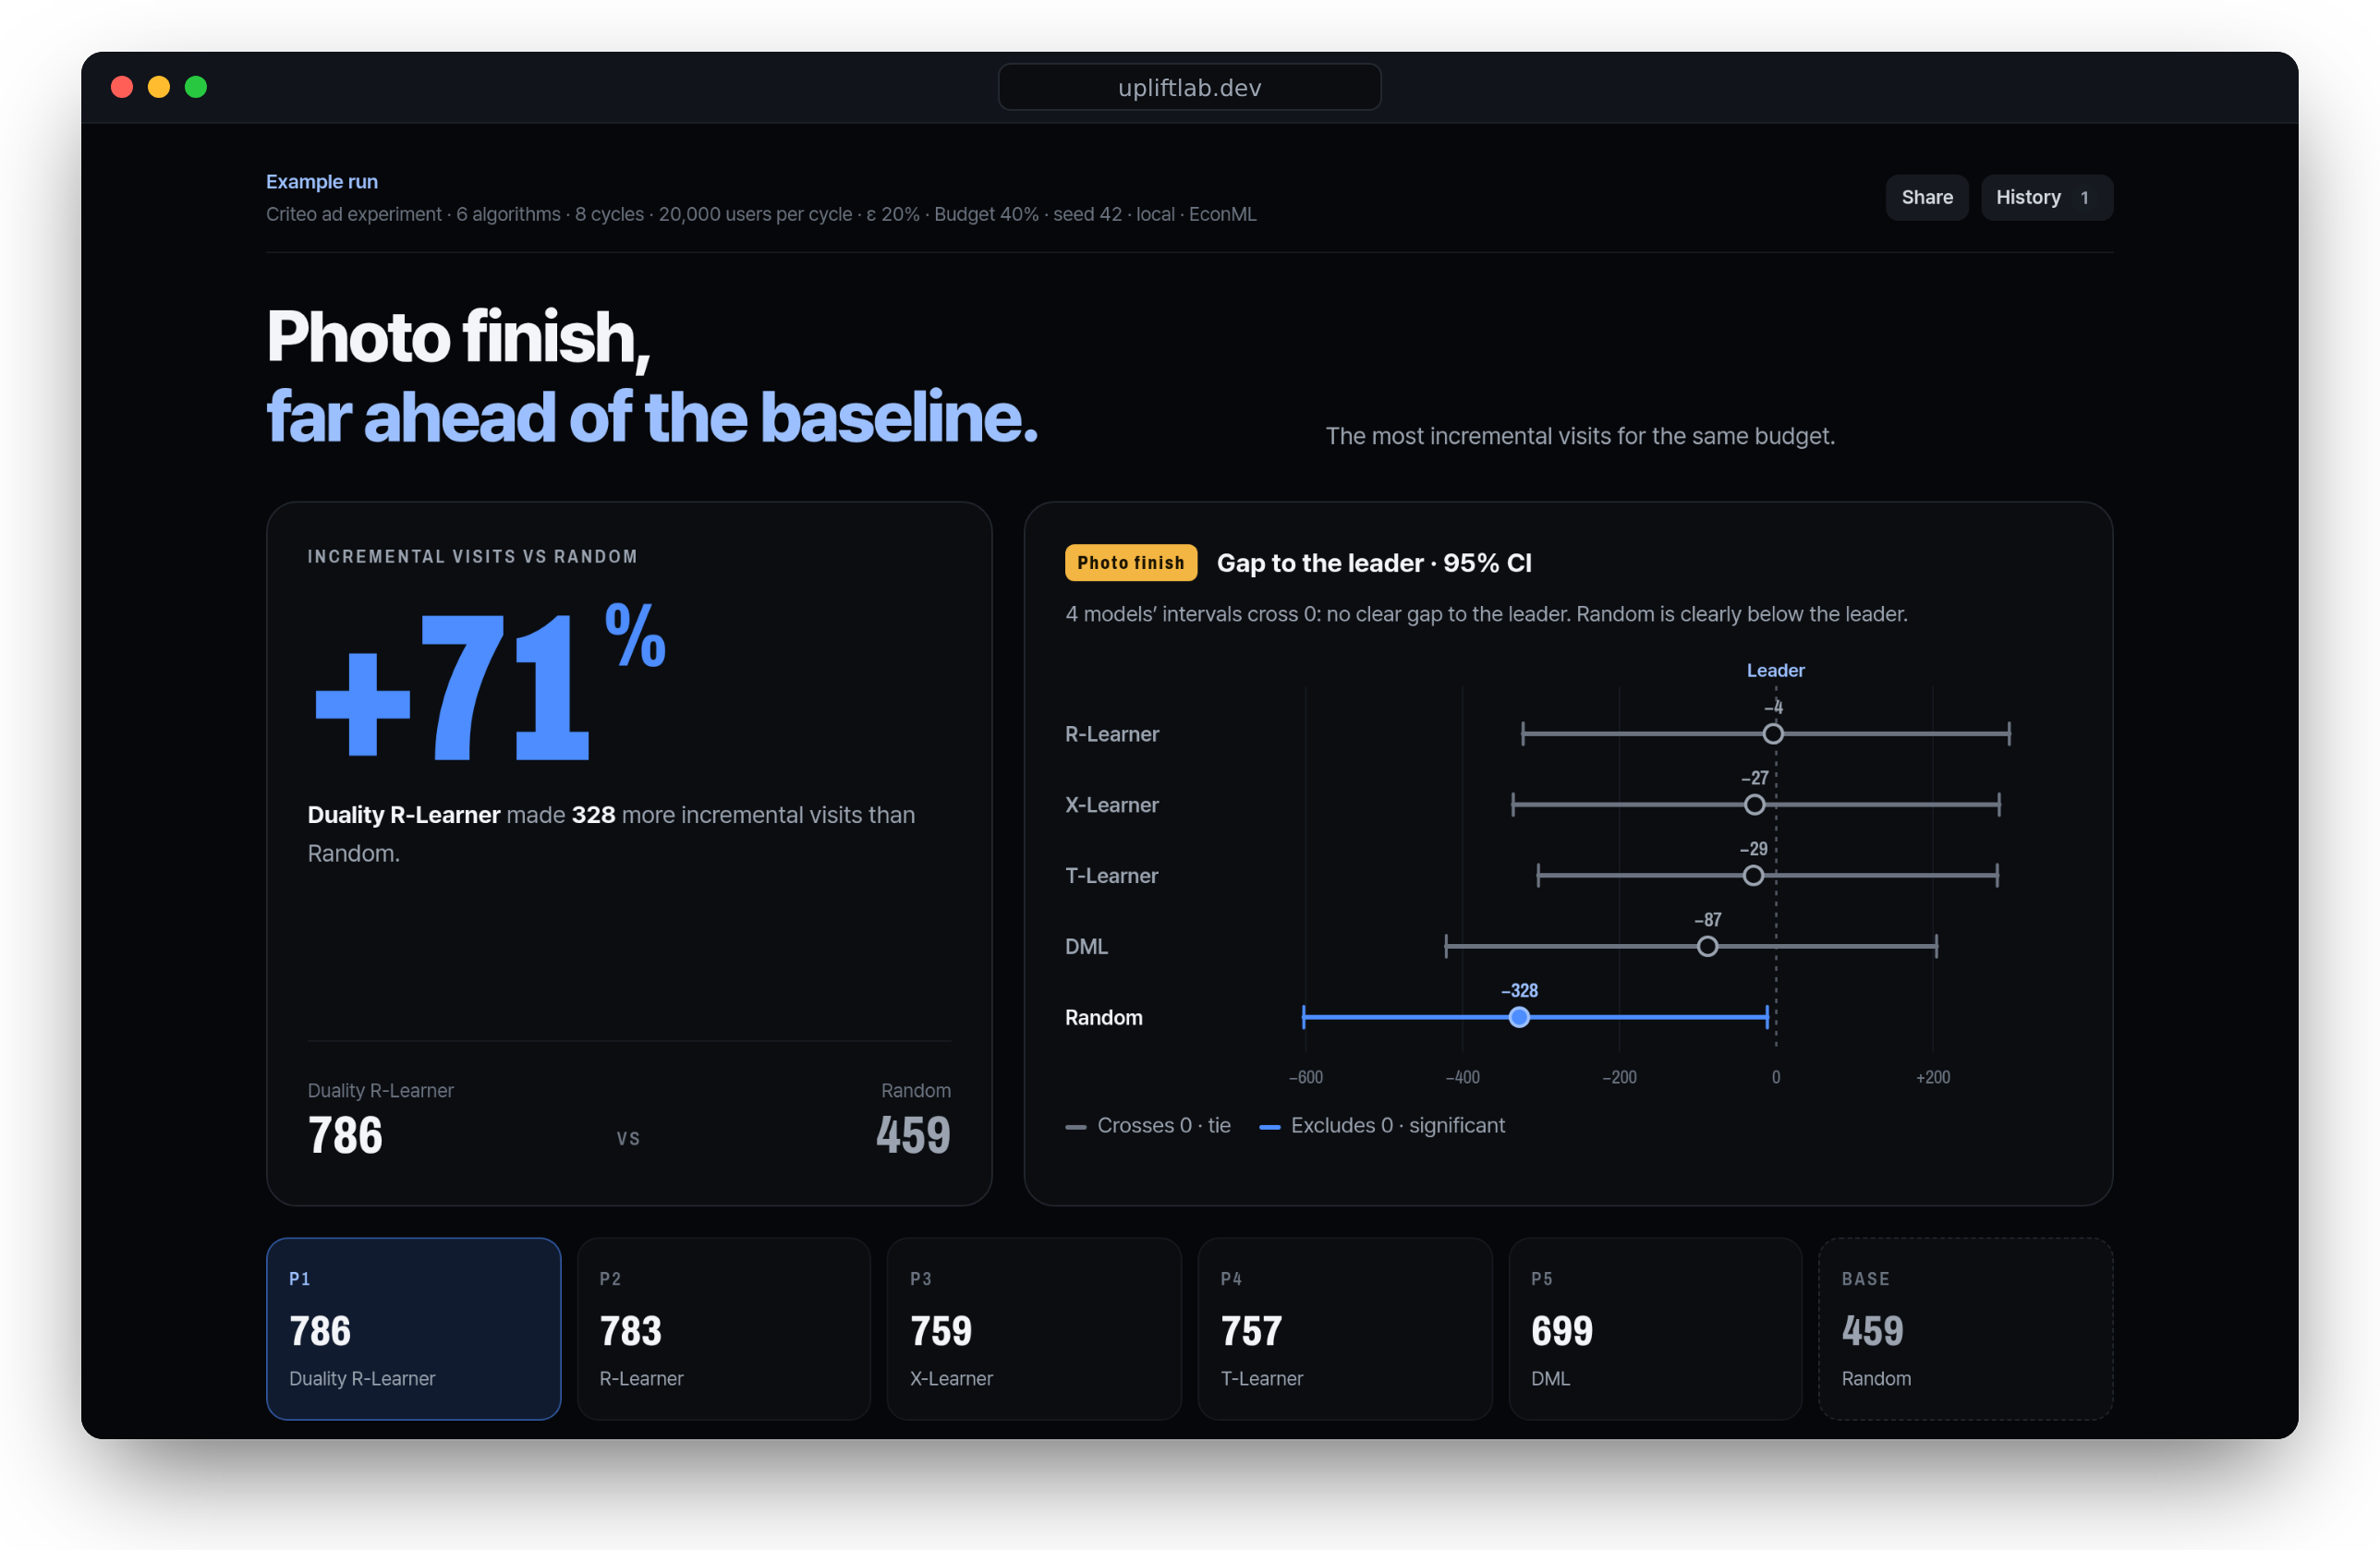 upliftlab.dev
Example run
Criteo ad experiment · 6 algorithms · 8 cycles · 20,000 users per cycle · ε 20% · Budget 40% · seed 42 · local · EconML
Share
History 1
Photo finish,
far ahead of the baseline.
The most incremental visits for the same budget.
INCREMENTAL VISITS VS RANDOM
+71%
Duality R-Learner made 328 more incremental visits than
Random.
Duality R-Learner
786
VS
Random
459
Photo finish
Gap to the leader · 95% CI
4 models’ intervals cross 0: no clear gap to the leader. Random is clearly below the leader.
Leader
R-Learner
−4
X-Learner
−27
T-Learner
−29
DML
−87
Random
−328
−600
−400
−200
0
+200
Crosses 0 · tie
Excludes 0 · significant
P1
786
Duality R-Learner
P2
783
R-Learner
P3
759
X-Learner
P4
757
T-Learner
P5
699
DML
BASE
459
Random